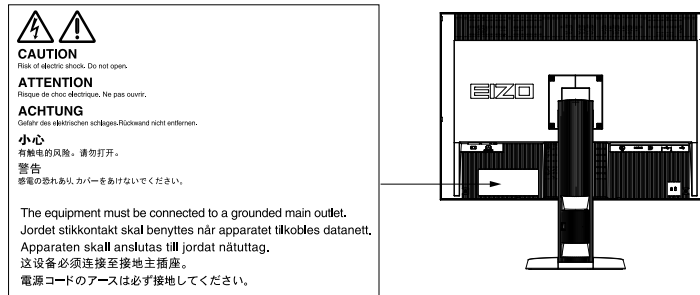 CAUTION
Risk of electric shock. Do not open.
ATTENTION
Risque de choc électrique. Ne pas ouvrir.
ACHTUNG
Gefahr des elektrischen schlages.Rückwand nicht entfernen.
小心
有触电的风险。请勿打开。
警告
感電の恐れあり、カバーをあけないでください。
The equipment must be connected to a grounded main outlet.
Jordet stikkontakt skal benyttes når apparatet tilkobles datanett.
Apparaten skall anslutas till jordat nätuttag.
这设备必须连接至接地主插座。
電源コードのアースは必ず接地してください。
EIZO